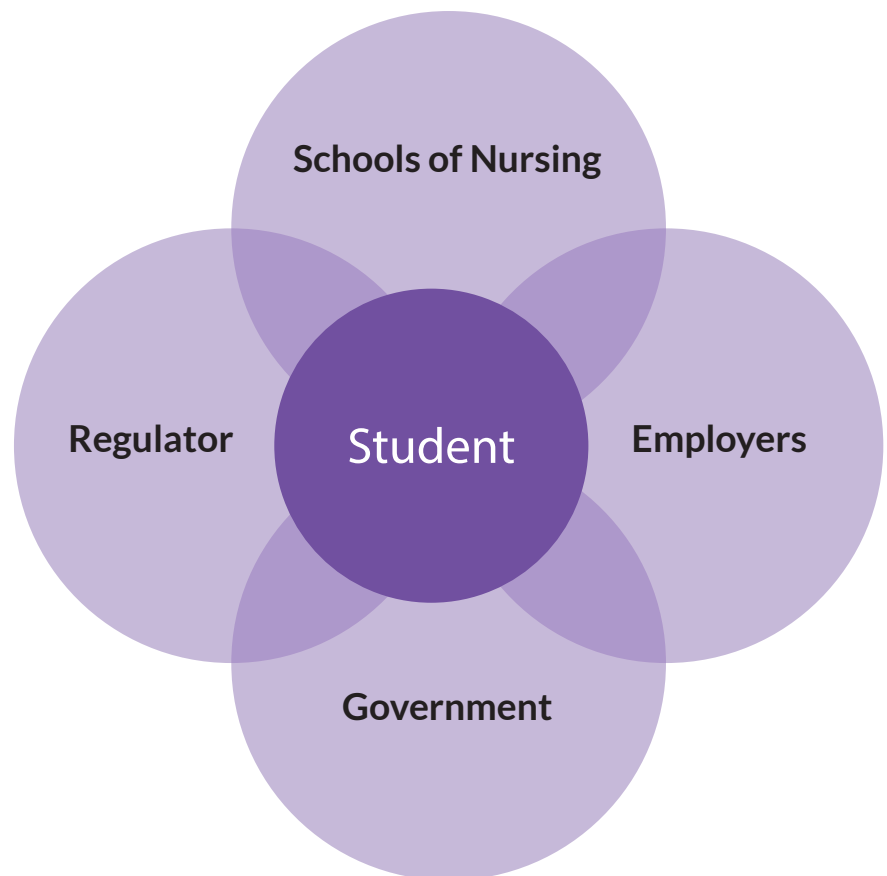 Schools of Nursing
Regulator
Student
Employers
Government